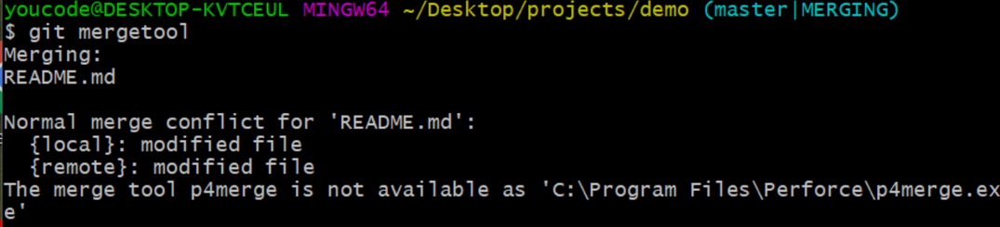 youcode@DESKTOP-KVTCEUL MINGW64 ~/Desktop/projects/demo (master|MERGING)
$ git mergetool
Merging:
README.md
Normal merge conflict for 'README.md':
  {local}: modified file
  {remote}: modified file
The merge tool p4merge is not available as 'C:\Program Files\Perforce\p4merge.ex
e'